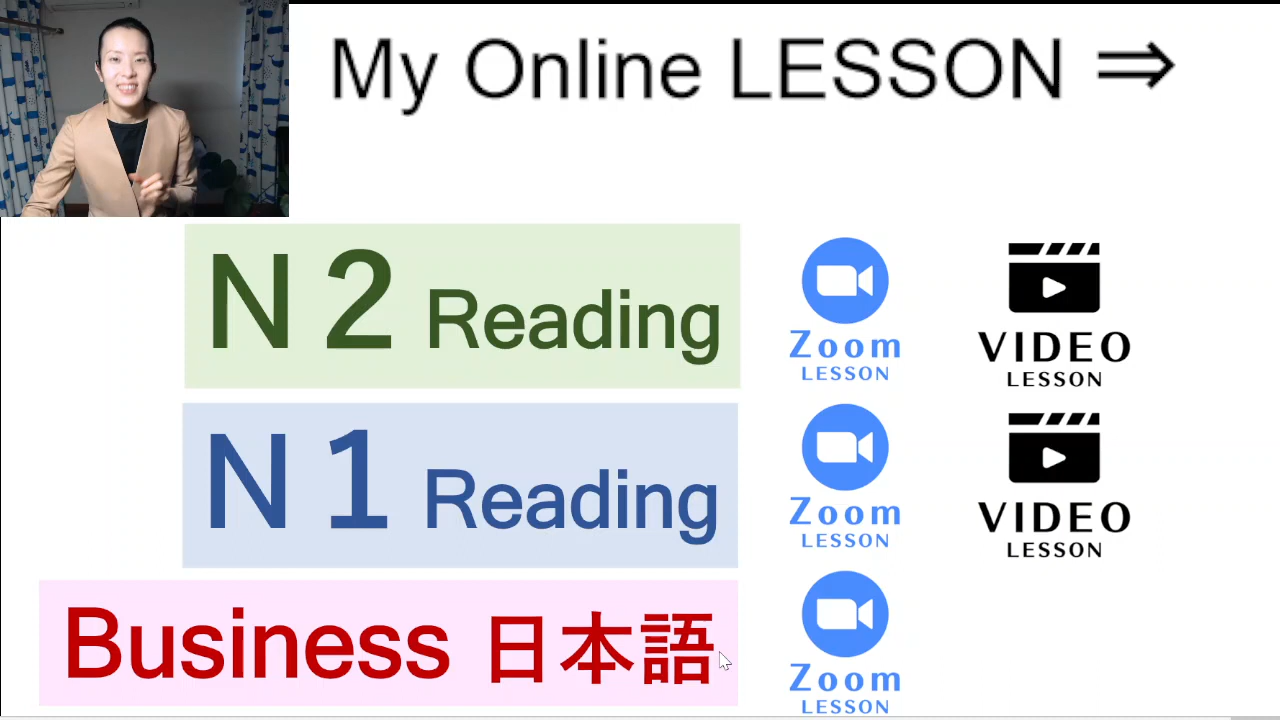 My Online LESSON ⇒
N 2 Reading
Zoom
LESSON
VIDEO
LESSON
N 1 Reading
Zoom
LESSON
VIDEO
LESSON
Business 日本語
Zoom
LESSON